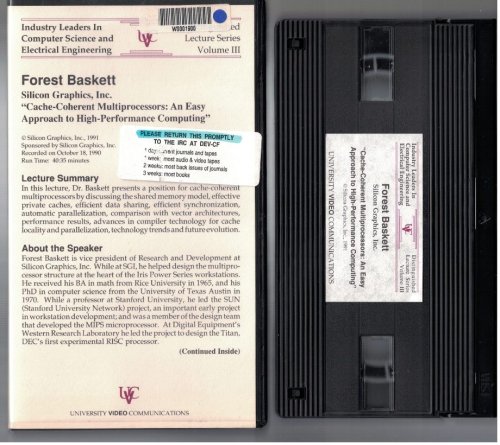 Industry Leaders In
Computer Science and
Electrical Engineering
UVC
W0001906
Lecture Series
Volume III
Forest Baskett
Silicon Graphics, Inc.
"Cache-Coherent Multiprocessors: An Easy
Approach to High-Performance Computing"
© Silicon Graphics, Inc., 1991
Sponsored by Silicon Graphics, Inc.
Recorded on October 18, 1990
Run Time: 40:35 minutes
PLEASE RETURN THIS PROMPTLY
TO THE IRC AT DEV-CF
journals and tapes
1 week: most audio & video tapes
2 weeks: most back issues of journals
3 weeks: most books
Lecture Summary
In this lecture, Dr. Baskett presents a position for cache-coherent
multiprocessors by discussing the shared memory model, effective
private caches, efficient data sharing, efficient synchronization,
automatic parallelization, comparison with vector architectures,
performance results, advances in compiler technology for cache
locality and parallelization, technology trends and future evolution.
About the Speaker
Forest Baskett is vice president of Research and Development at
Silicon Graphics, Inc. While at SGI, he helped design the multipro-
cessor structure at the heart of the Iris Power Series workstations.
He received his BA in math from Rice University in 1965, and his
PhD in computer science from the University of Texas Austin in
1970. While a professor at Stanford University, he led the SUN
(Stanford University Network) project, an important early project
in workstation development; and was a member of the design team
that developed the MIPS microprocessor. At Digital Equipment's
Western Research Laboratory he led the project to design the Titan,
DEC's first experimental RISC processor.
(Continued Inside)
UVC
UNIVERSITY VIDEO COMMUNICATIONS
Industry Leaders In
Computer Science and
Electrical Engineering
Distinguished
Lecture Series
Volume III
Forest Baskett
Silicon Graphics, Inc.
"Cache-Coherent Multiprocessors: An Easy
Approach to High-Performance Computing"
© Silicon Graphics, Inc., 1991
UNIVERSITY VIDEO COMMUNICATIONS